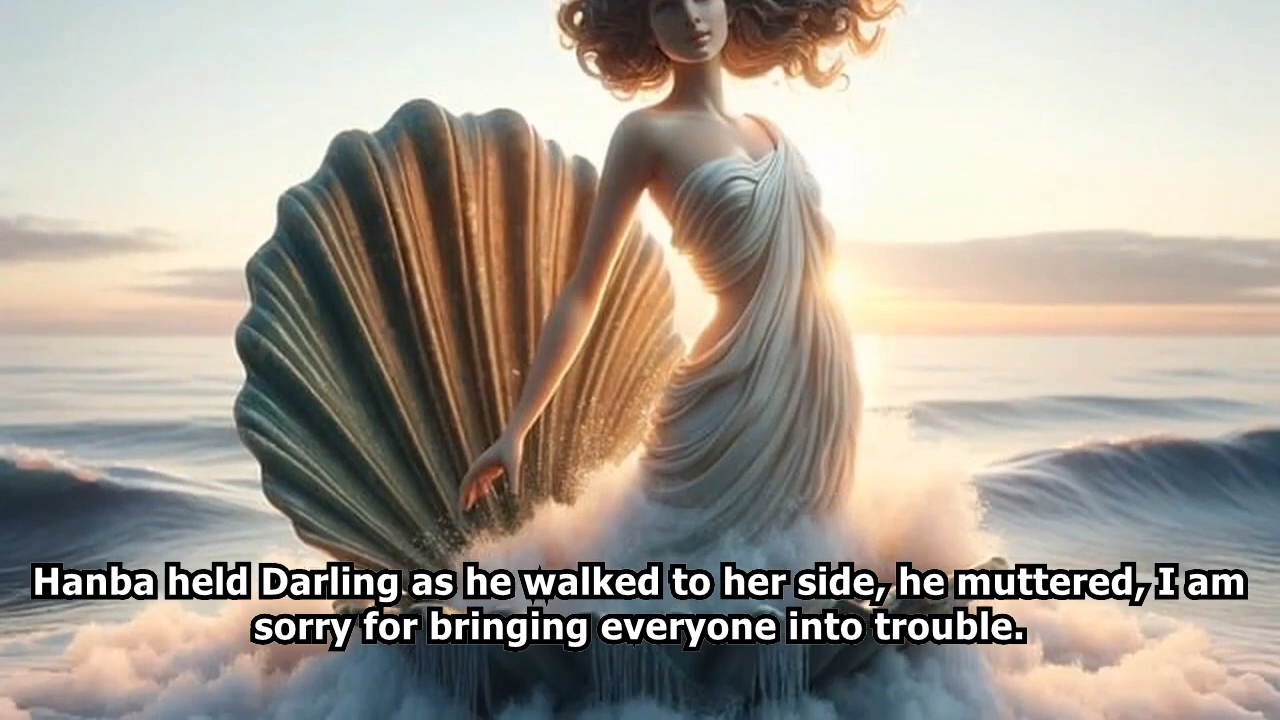 Hanba held Darling as he walked to her side, he muttered, I am
sorry for bringing everyone into trouble.